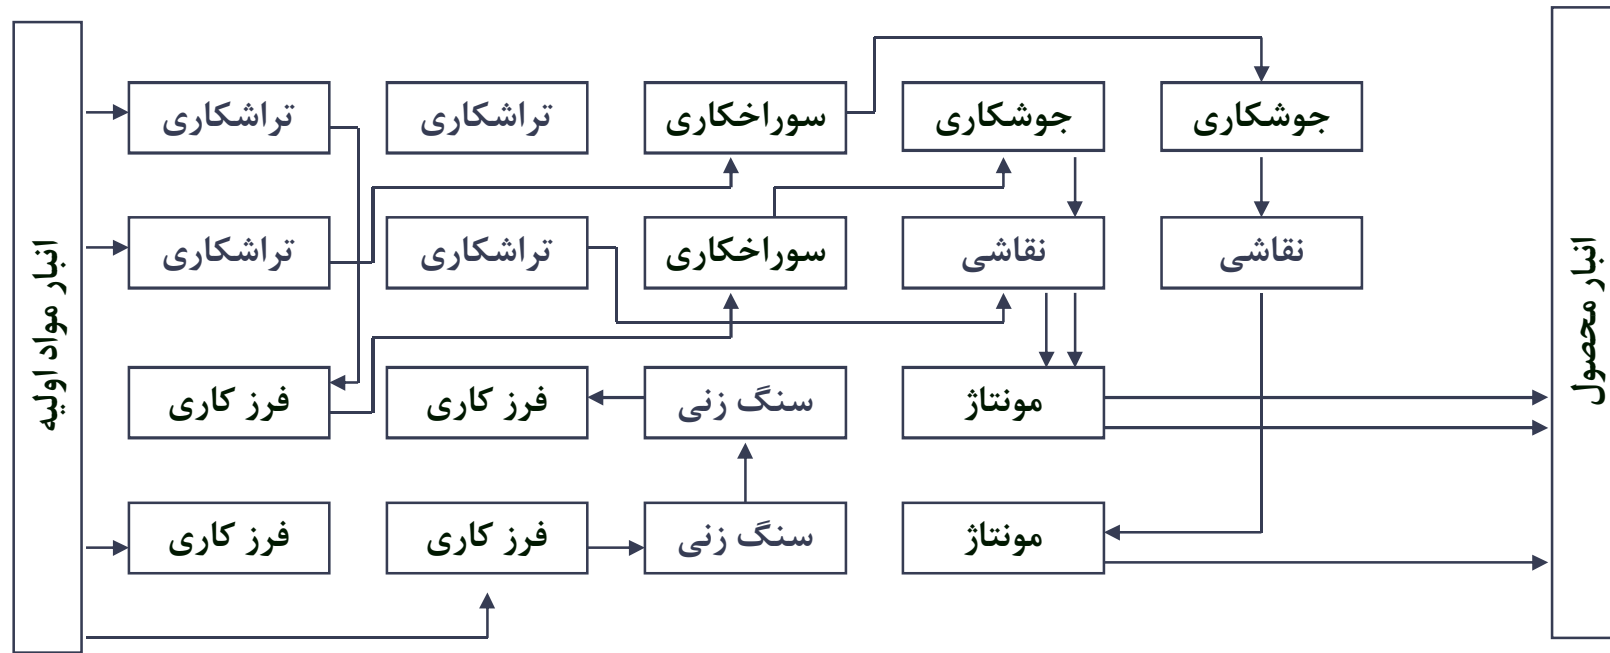 تراشکاری
تراشکاری
سوراخکاری
جوشکاری
جوشکاری
تراشکاری
تراشکاری
سوراخکاری
نقاشی
نقاشی
فرز کاری
فرز کاری
سنگ زنی
مونتاژ
فرز کاری
فرز کاری
سنگ زنی
مونتاژ
انبار مواد اولیه
انبار محصول